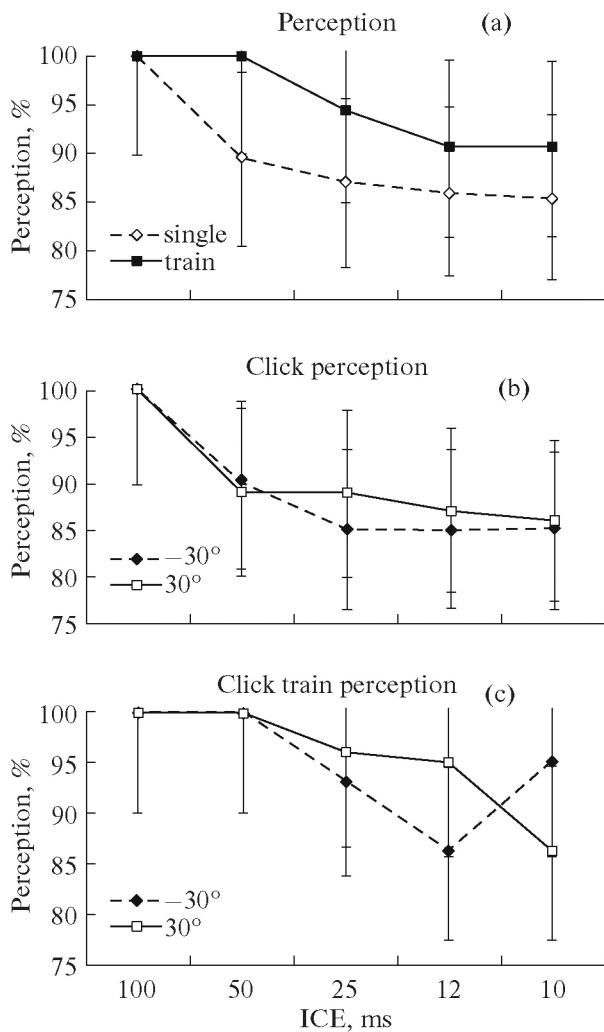 Perception
(a)
Perception, %
100
95
90
85
80
75
single
train
Click perception
(b)
Perception, %
100
95
90
85
80
75
−30°
30°
Click train perception
(c)
Perception, %
100
95
90
85
80
75
−30°
30°
100 50 25 12 10
ICE, ms